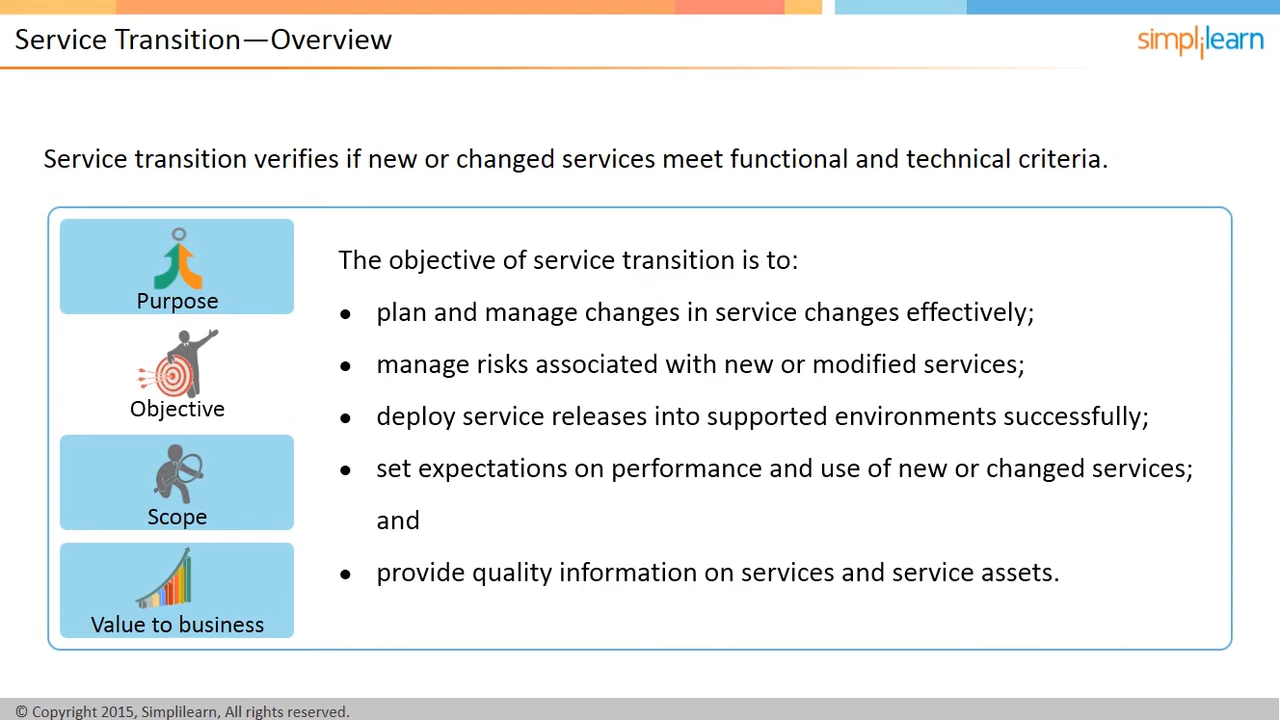 Service Transition—Overview
simplilearn
Service transition verifies if new or changed services meet functional and technical criteria.
Purpose
Objective
Scope
Value to business
The objective of service transition is to:
● plan and manage changes in service changes effectively;
● manage risks associated with new or modified services;
● deploy service releases into supported environments successfully;
● set expectations on performance and use of new or changed services;
and
● provide quality information on services and service assets.
© Copyright 2015, Simplilearn, All rights reserved.